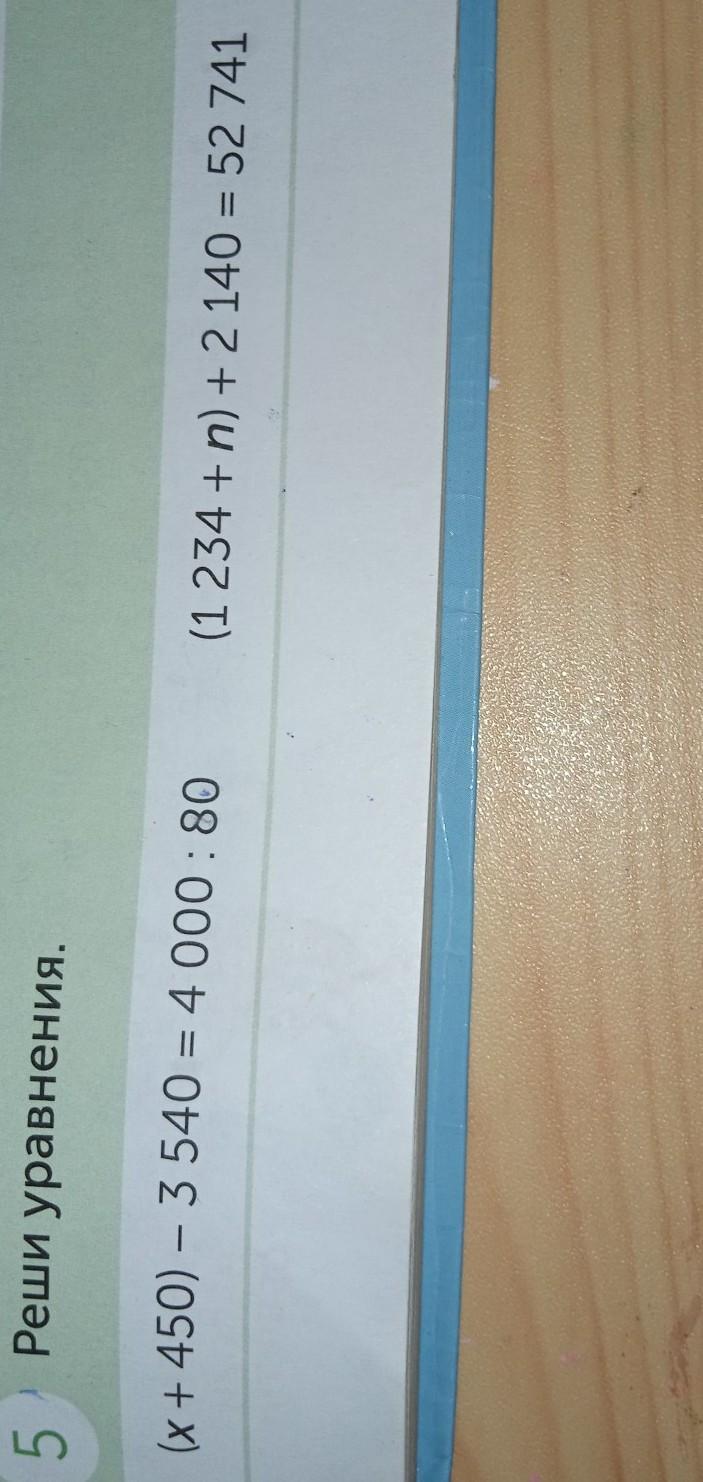 5 Реши уравнения.
(x + 450) – 3 540 = 4 000 : 80 (1 234 + n) + 2 140 = 52 741